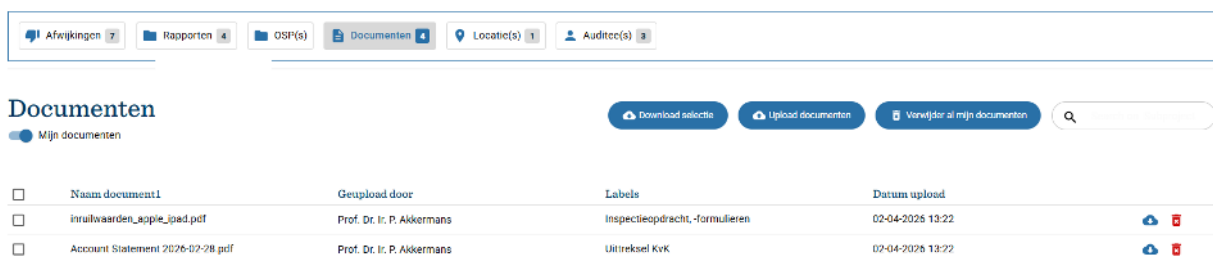 Afwijkingen 7 Rapporten 4 OSP(s) Documenten 4 Locatie(s) 1 Auditee(s) 3
Documenten
Mijn documenten
Download selectie Upload documenten Verwijder al mijn documenten
Naam document1 Geupload door Labels Datum upload
inruilwaarden_apple_ipad.pdf Prof. Dr. Ir. P. Akkermans Inspectieopdracht, -formulieren 02-04-2026 13:22
Account Statement 2026-02-28.pdf Prof. Dr. Ir. P. Akkermans Uittreksel KvK 02-04-2026 13:22